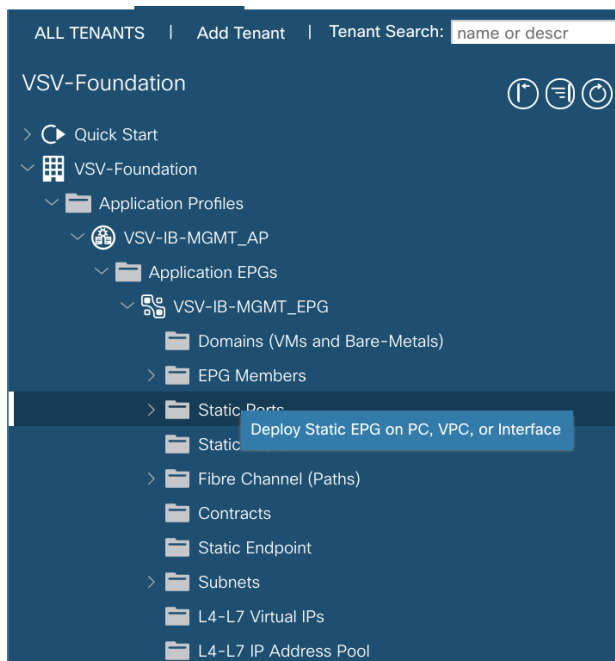 ALL TENANTS | Add Tenant | Tenant Search: name or descr
VSV-Foundation
Quick Start
VSV-Foundation
Application Profiles
VSV-IB-MGMT_AP
Application EPGs
VSV-IB-MGMT_EPG
Domains (VMs and Bare-Metals)
EPG Members
Static Ports
Deploy Static EPG on PC, VPC, or Interface
Static
Fibre Channel (Paths)
Contracts
Static Endpoint
Subnets
L4-L7 Virtual IPs
L4-L7 IP Address Pool